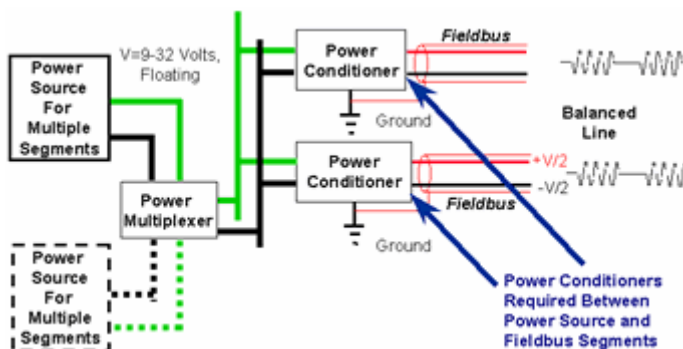 Power
Source
For
Multiple
Segments
V=9-32 Volts,
Floating
Power
Multiplexer
Power
Source
For
Multiple
Segments
Power
Conditioner
Fieldbus
Ground
Power
Conditioner
+V/2
-V/2
Fieldbus
Ground
Balanced
Line
Power Conditioners
Required Between
Power Source and
Fieldbus Segments